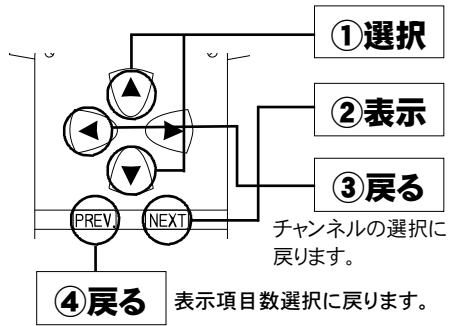 ①選択
②表示
③戻る
チャンネルの選択に
戻ります。
PREV.
NEXT
④戻る
表示項目数選択に戻ります。